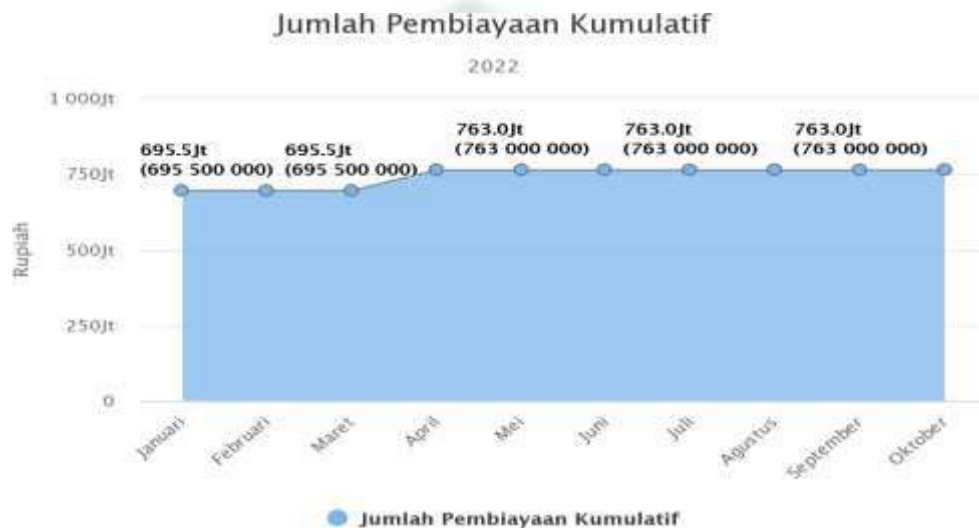 Jumlah Pembiayaan Kumulatif
2022
1 000Jt
750Jt
500Jt
250Jt
0
Rupiah
695.5Jt
(695 500 000)
695.5Jt
(695 500 000)
763.0Jt
(763 000 000)
763.0Jt
(763 000 000)
763.0Jt
(763 000 000)
Januari
Februari
Maret
April
Mei
Juni
Juli
Agustus
September
Oktober
Jumlah Pembiayaan Kumulatif